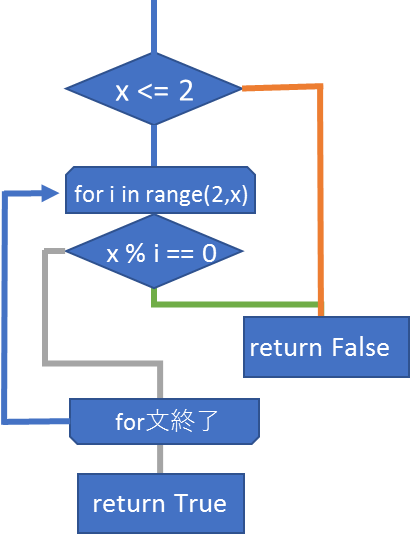 x <= 2
for i in range(2,x)
x % i == 0
return False
for文終了
return True